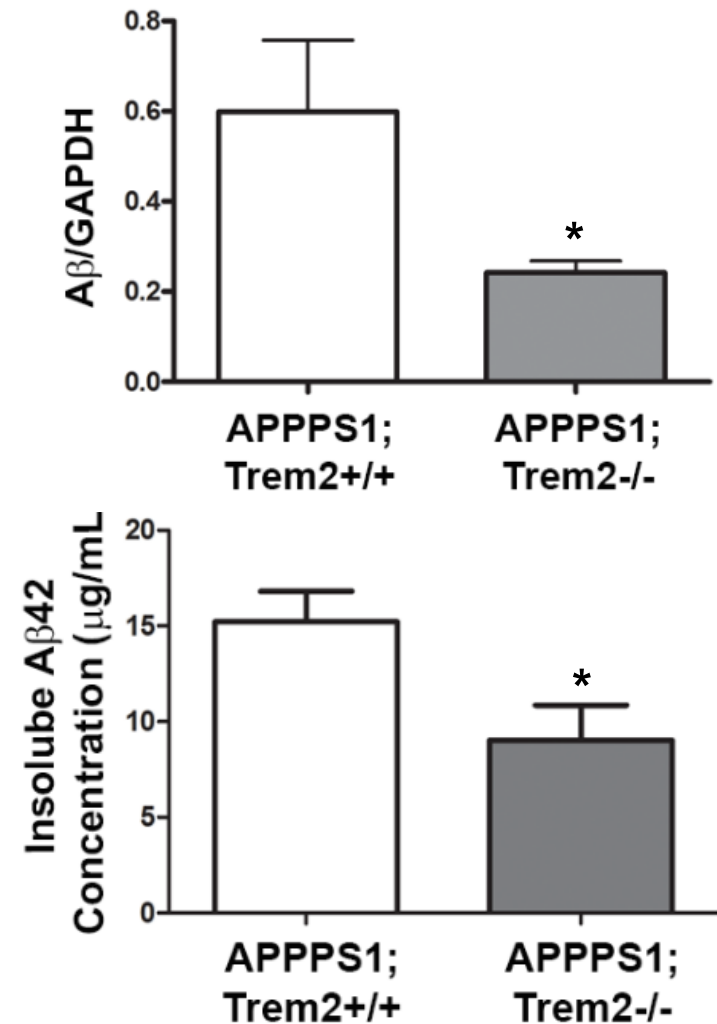 Aβ/GAPDH
0.8
0.6
0.4
0.2
0.0
*
APPPS1;
Trem2+/+
APPPS1;
Trem2-/-
Insolube Aβ42
Concentration (μg/mL
20
15
10
5
0
*
APPPS1;
Trem2+/+
APPPS1;
Trem2-/-